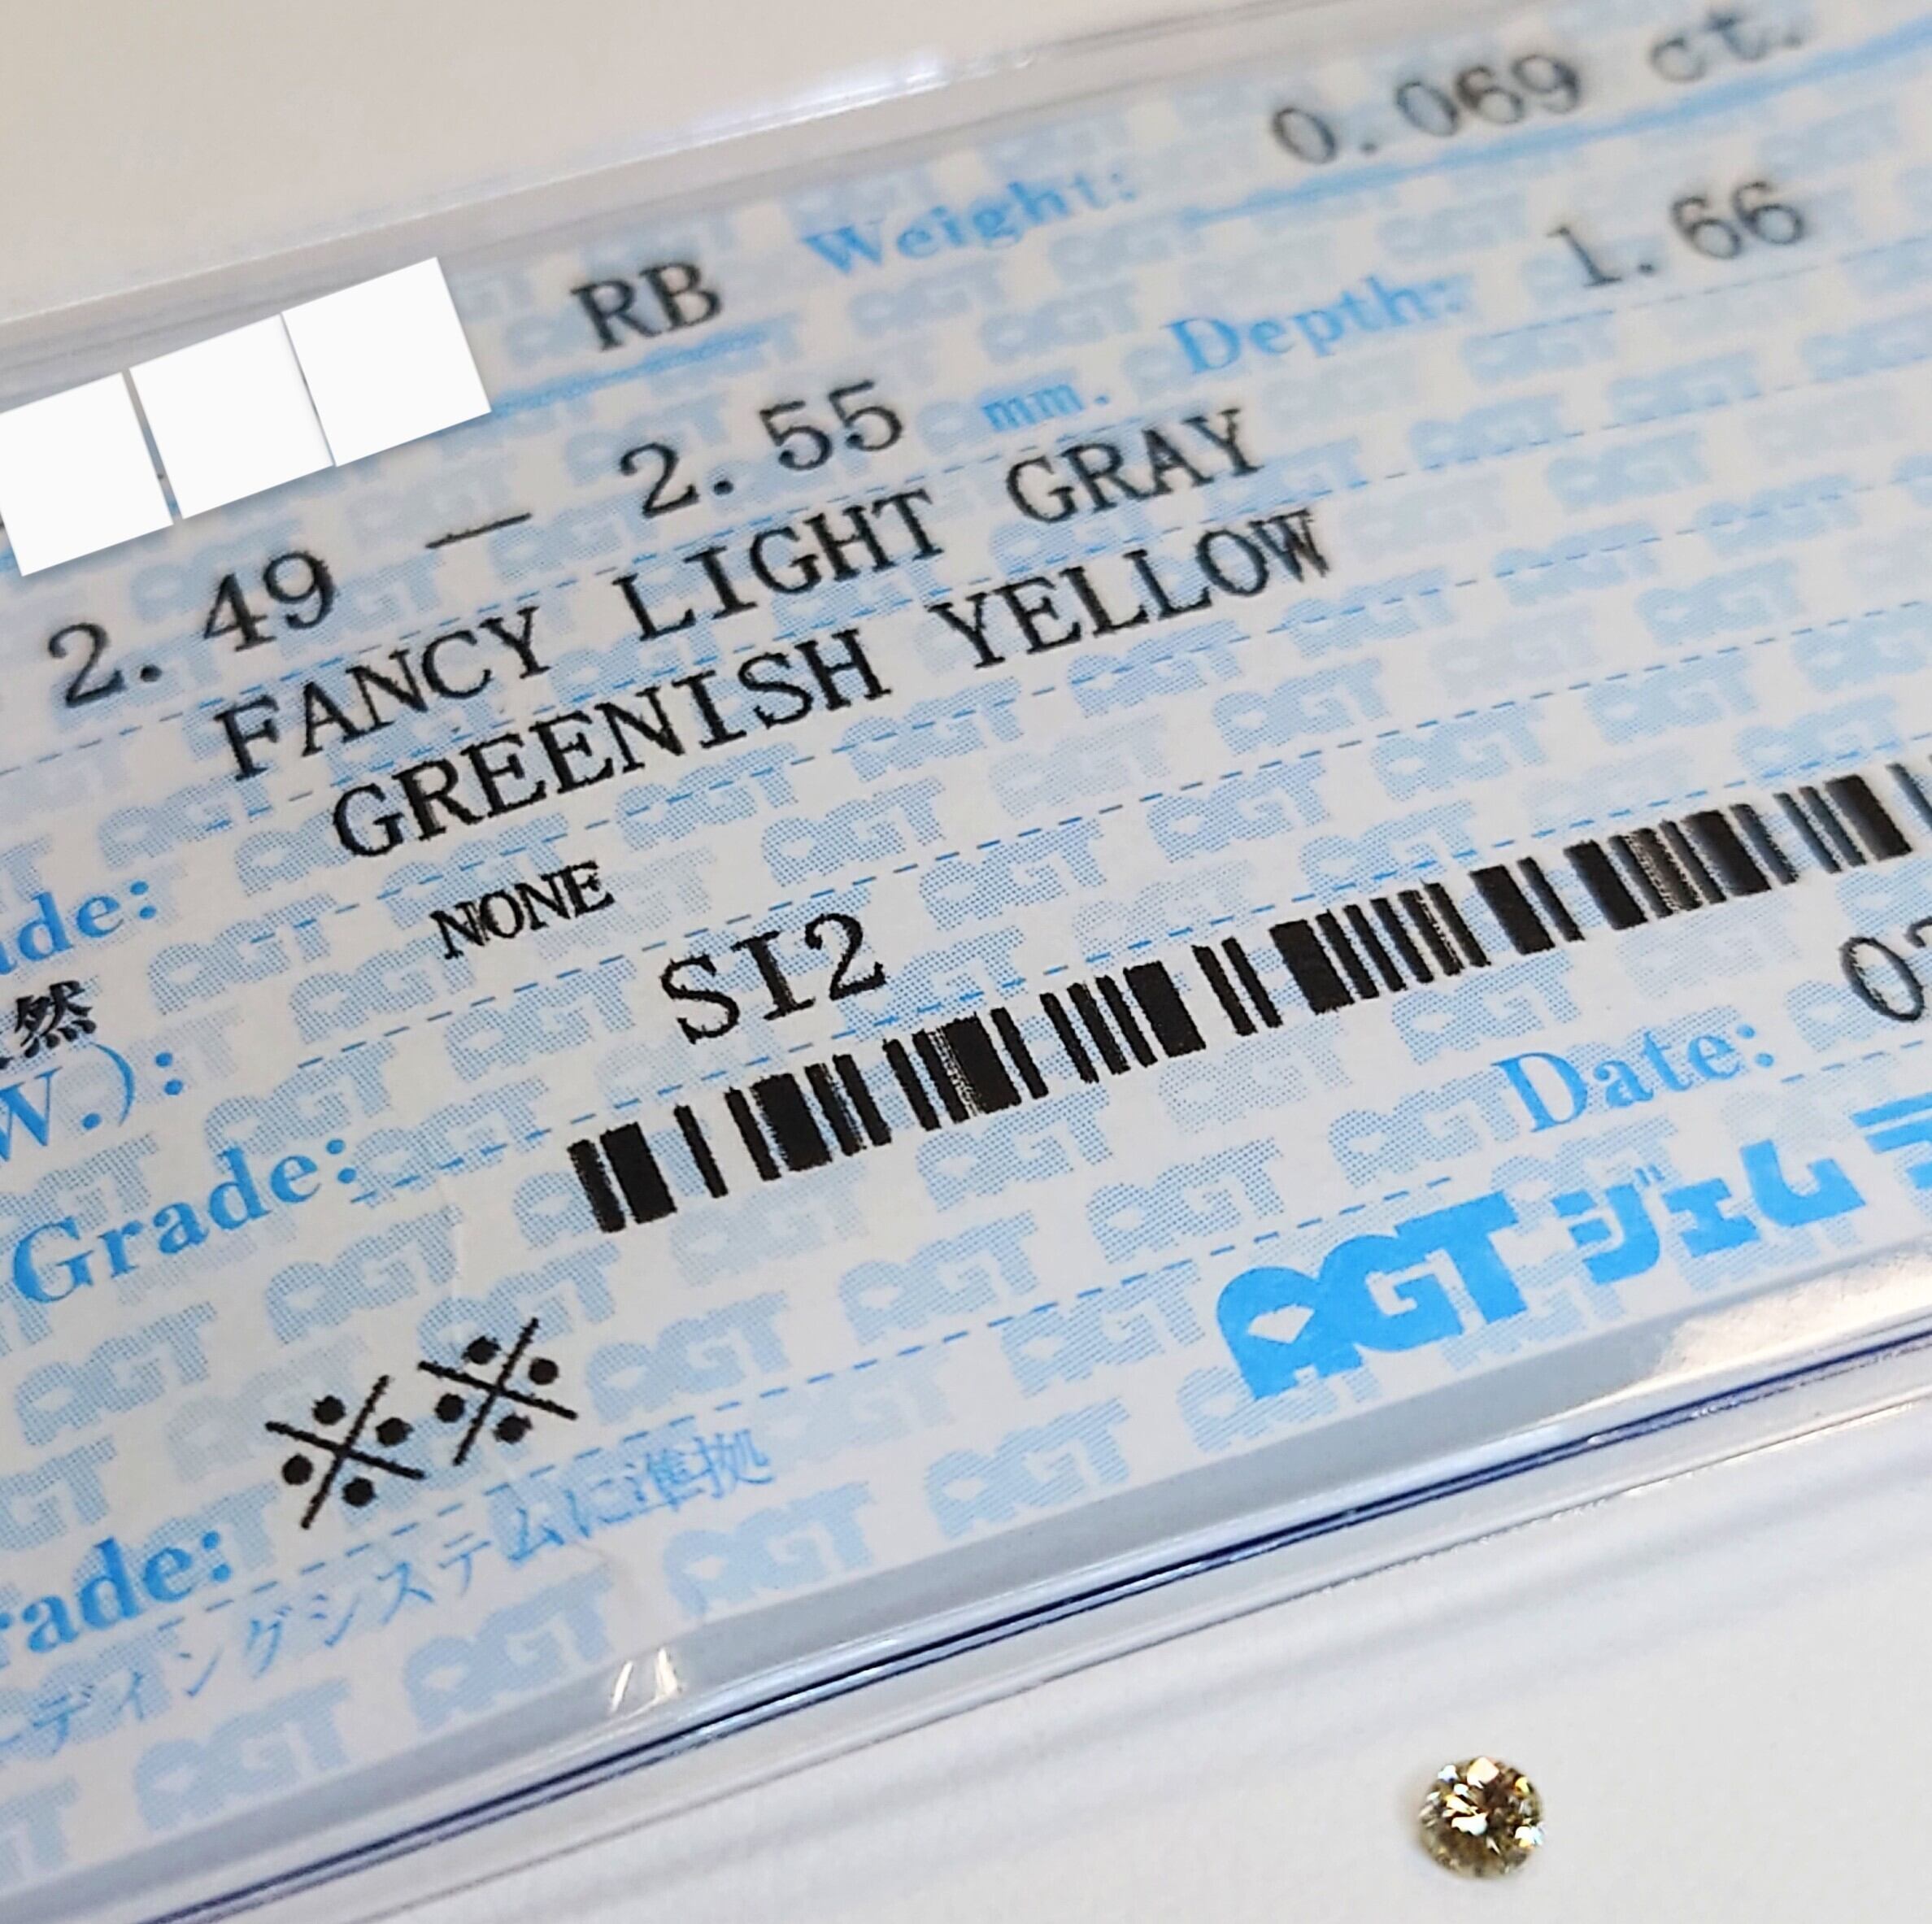 RB Weight: 0.069 ct.
2.49 — 2.55 mm. Depth: 1.66
FANCY LIGHT GRAY
GREENISH YELLOW
ade:
然
NONE
W.):
SI2
Grade:
Date: 0
※※
AGT ジェム
rade:
ーディングシステムに準拠